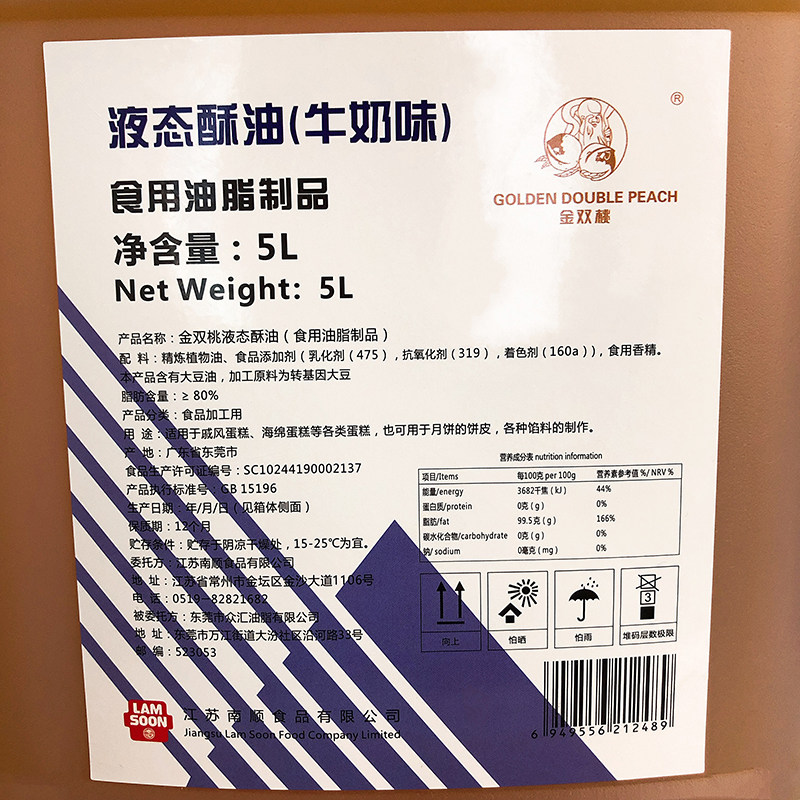 液态酥油(牛奶味)
®
GOLDEN DOUBLE PEACH
金双桃
食用油脂制品
净含量：5L
Net Weight: 5L
产品名称：金双桃液态酥油（食用油脂制品）
配 料：精炼植物油、食品添加剂（乳化剂（475），抗氧化剂（319），着色剂（160a）），食用香精。
本产品含有大豆油，加工原料为转基因大豆
脂肪含量：≥ 80%
产品分类：食品加工用
用 途：适用于戚风蛋糕、海绵蛋糕等各类蛋糕，也可用于月饼的饼皮，各种馅料的制作。
产 地：广东省东莞市
食品生产许可证编号：SC10244190002137
产品执行标准号：GB 15196
生产日期：年/月/日（见箱体侧面）
保质期：12个月
贮存条件：贮存于阴凉干燥处，15-25℃为宜。
委托方：江苏南顺食品有限公司
地 址：江苏省常州市金坛区金沙大道1106号
电 话：0519-82821682
被委托方：东莞市众汇油脂有限公司
地 址：东莞市万江街道大汾社区沿河路33号
邮 编：523053
营养成分表 nutrition information
项目/Items 每100克 per 100g 营养素参考值 %/ NRV %
能量/energy 3682千焦（kJ） 44%
蛋白质/protein 0克（g） 0%
脂肪/fat 99.5克（g） 166%
碳水化合物/carbohydrate 0克（g） 0%
钠/ sodium 0毫克（mg） 0%
3
向上 怕晒 怕雨 堆码层数极限
LAM SOON
江苏南顺食品有限公司
Jiangsu Lam Soon Food Company Limited
6 949556 212489